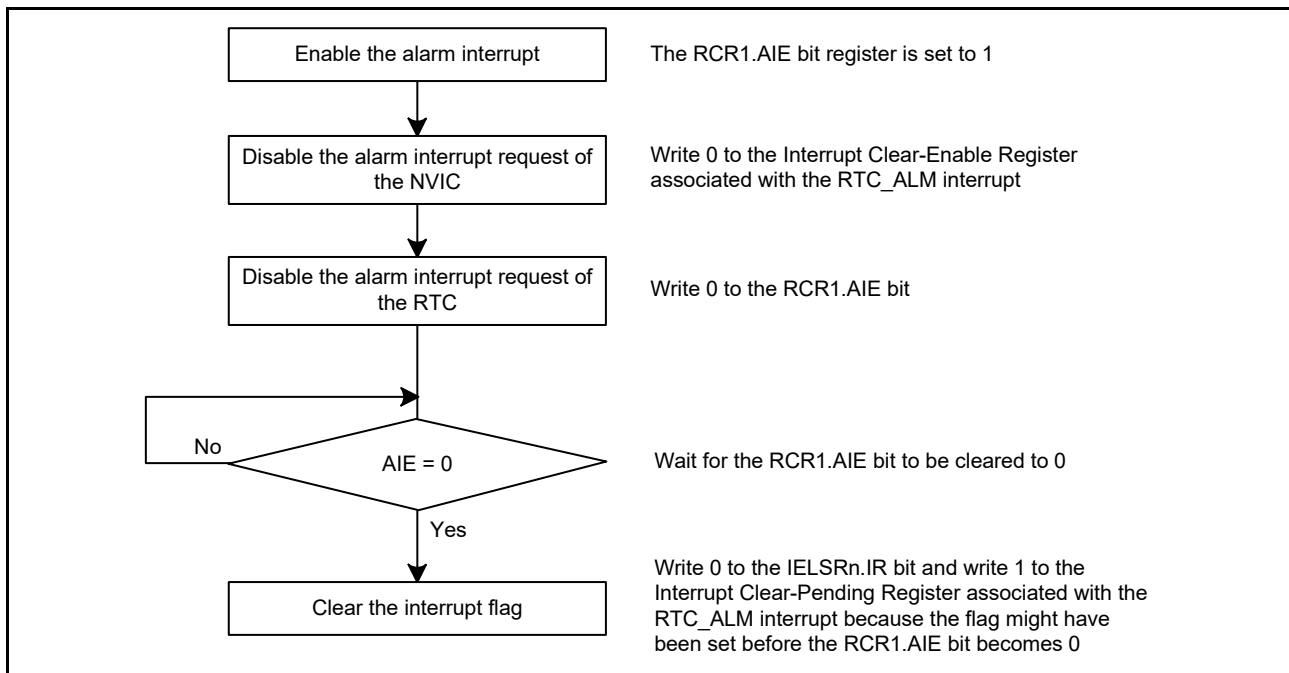 Enable the alarm interrupt
The RCR1.AIE bit register is set to 1
Disable the alarm interrupt request of
the NVIC
Write 0 to the Interrupt Clear-Enable Register
associated with the RTC_ALM interrupt
Disable the alarm interrupt request of
the RTC
Write 0 to the RCR1.AIE bit
No
AIE = 0
Wait for the RCR1.AIE bit to be cleared to 0
Yes
Clear the interrupt flag
Write 0 to the IELSRn.IR bit and write 1 to the
Interrupt Clear-Pending Register associated with the
RTC_ALM interrupt because the flag might have
been set before the RCR1.AIE bit becomes 0